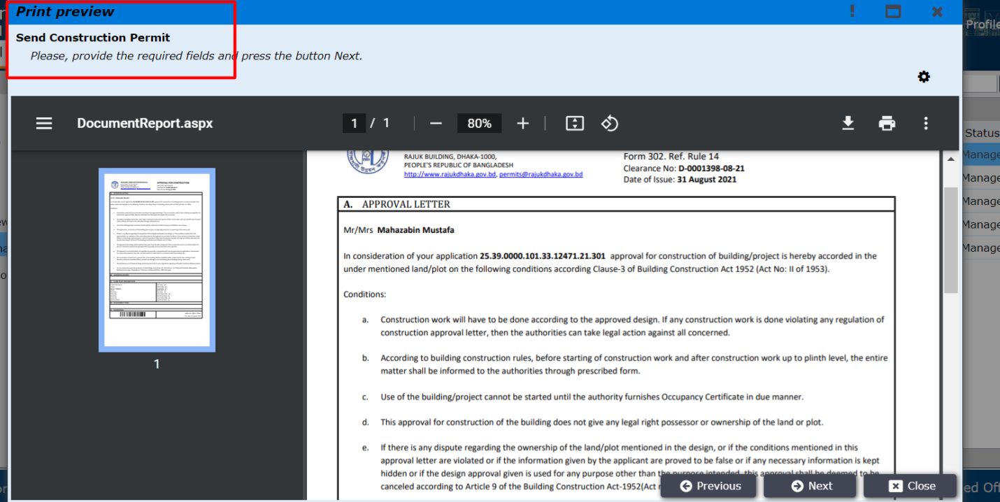 Print preview
Profile
Send Construction Permit
Please, provide the required fields and press the button Next.
DocumentReport.aspx
1 / 1
80%
RAJUK BUILDING, DHAKA-1000,
PEOPLE'S REPUBLIC OF BANGLADESH
http://www.rajukdhaka.gov.bd, permits@rajukdhaka.gov.bd
Form 302. Ref. Rule 14
Clearance No: D-0001398-08-21
Date of Issue: 31 August 2021
Status
Manage
Manage
Manage
Manage
Manage
A. APPROVAL LETTER
Mr/Mrs Mahazabin Mustafa
In consideration of your application 25.39.0000.101.33.12471.21.301 approval for construction of building/project is hereby accorded in the
under mentioned land/plot on the following conditions according Clause-3 of Building Construction Act 1952 (Act No: II of 1953).
Conditions:
a. Construction work will have to be done according to the approved design. If any construction work is done violating any regulation of
construction approval letter, then the authorities can take legal action against all concerned.
b. According to building construction rules, before starting of construction work and after construction work up to plinth level, the entire
matter shall be informed to the authorities through prescribed form.
c. Use of the building/project cannot be started until the authority furnishes Occupancy Certificate in due manner.
d. This approval for construction of the building does not give any legal right possessor or ownership of the land or plot.
e. If there is any dispute regarding the ownership of the land/plot mentioned in the design, or if the conditions mentioned in this
approval letter are violated or if the information given by the applicant are proved to be false or if any necessary information is kept
hidden or if the design approval given is used for any purpose other than the purpose intended, this approval shall be deemed to be
canceled according to Article 9 of the Building Construction Act-1952(Act
1
Previous
Next
Close